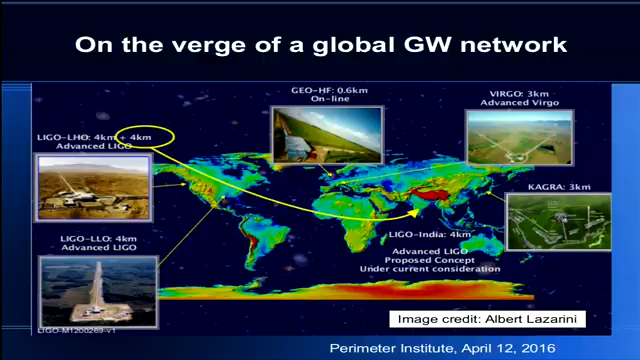 On the verge of a global GW network
GEO-HF: 0.6km
On-line
VIRGO: 3km
Advanced Virgo
LIGO-LHO: 4km + 4km
Advanced LIGO
KAGRA: 3km
LIGO-LLO: 4km
Advanced LIGO
LIGO-India: 4km
Advanced LIGO
Proposed Concept
Under current consideration
Image credit: Albert Lazarini
LIGO-M1200269-v1
Perimeter Institute, April 12, 2016